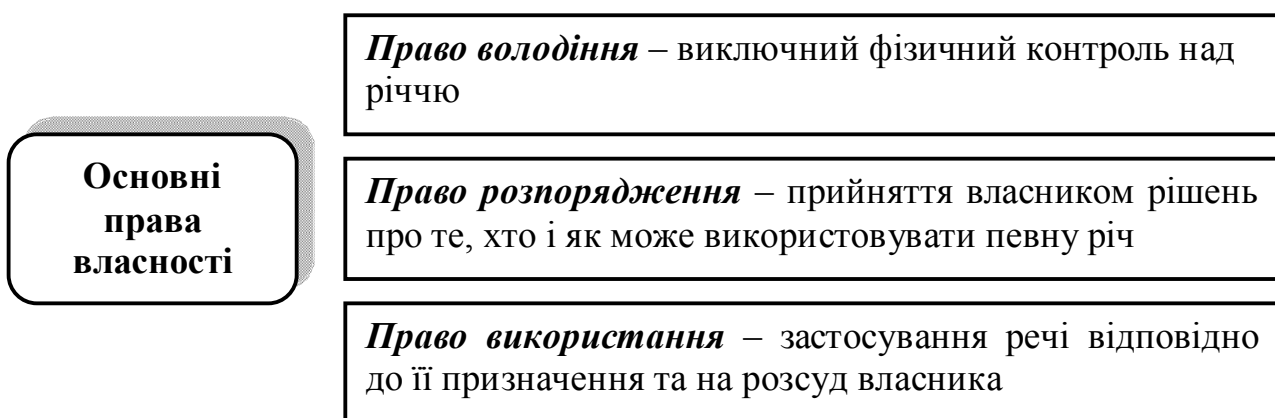 Основні
права
власності
Право володіння – виключний фізичний контроль над
річчю
Право розпорядження – прийняття власником рішень
про те, хто і як може використовувати певну річ
Право використання – застосування речі відповідно
до її призначення та на розсуд власника